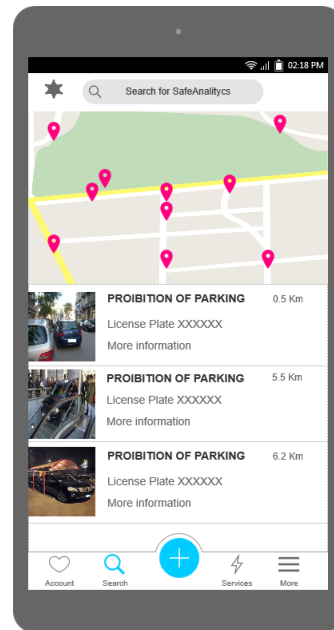 02:18 PM
Search for SafeAnalitycs
PROIBITION OF PARKING 0.5 Km
License Plate XXXXXX
More information
PROIBITION OF PARKING 5.5 Km
License Plate XXXXXX
More information
PROIBITION OF PARKING 6.2 Km
License Plate XXXXXX
More information
Account Search Services More